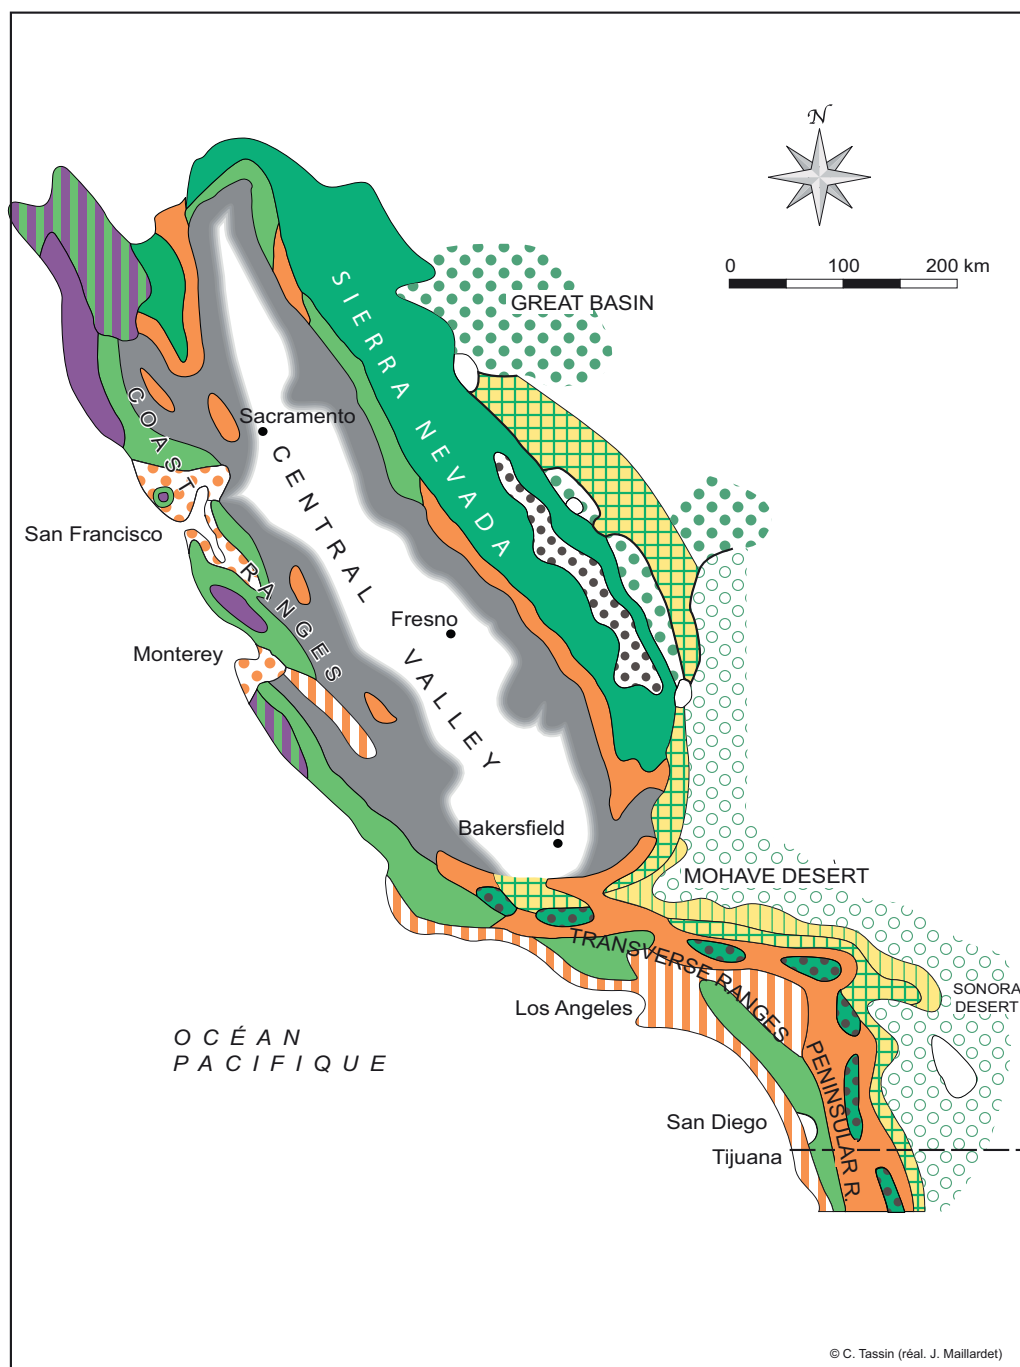 N
0 100 200 km
GREAT BASIN
SIERRA NEVADA
COAST RANGES
Sacramento
CENTRAL VALLEY
San Francisco
Fresno
Monterey
Bakersfield
MOHAVE DESERT
TRANSVERSE RANGES
SONORA
DESERT
Los Angeles
OCÉAN
PACIFIQUE
PENINSULAR R.
San Diego
Tijuana
© C. Tassin (réal. J. Maillardet)